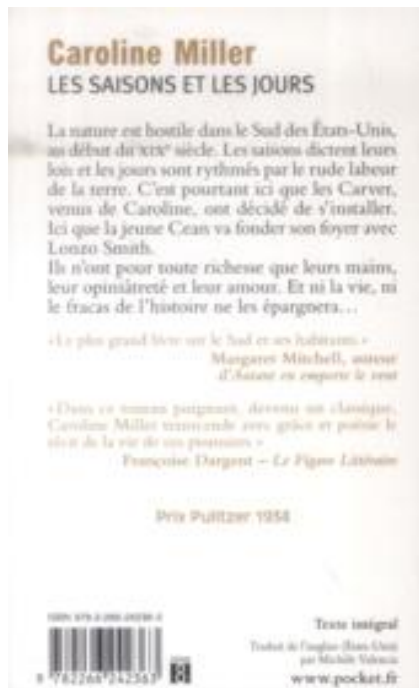 Caroline Miller
LES SAISONS ET LES JOURS
La nature est hostile dans le Sud des États-Unis,
au début du XIXe siècle. Les saisons dictent leurs
lois et les jours sont rythmés par le rude labeur
de la terre. C'est pourtant ici que les Carver,
venus de Caroline, ont décidé de s'installer.
Ici que la jeune Cean va fonder son foyer avec
Lonzo Smith.
Ils n'ont pour toute richesse que leurs mains,
leur opiniâtreté et leur amour. Et ni la vie, ni
le fracas de l'histoire ne les épargnera…
« Le plus grand livre sur le Sud et ses habitants. »
Margaret Mitchell, auteur
d'Autant en emporte le vent
« Dans ce roman poignant, devenu un classique,
Caroline Miller transcende avec grâce et poésie le
récit de la vie de ces pionniers »
Françoise Dargent – Le Figaro Littéraire
Prix Pulitzer 1934
Texte intégral
Traduit de l'anglais (États-Unis)
par Michèle Valencia
9 782266 242363
www.pocket.fr